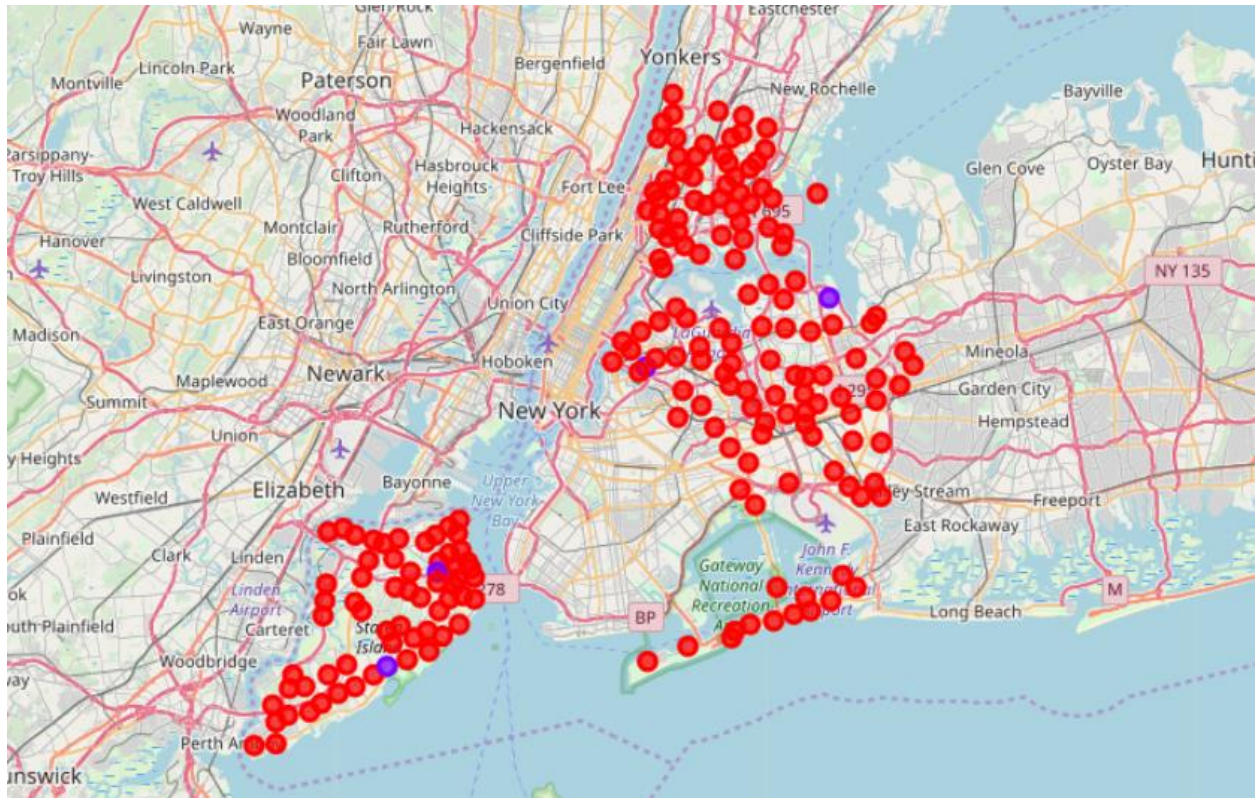 Glen Rock
Eastchester
Wayne
Fair Lawn
Yonkers
Lincoln Park
Bergenfield
Montville
Paterson
New Rochelle
Bayville
Woodland
Park
Hackensack
Parsippany-
Troy Hills
Clifton
Hasbrouck
Heights
Fort Lee
Glen Cove
Oyster Bay
West Caldwell
695
Montclair
Rutherford
Cliffside Park
Hanover
Bloomfield
Livingston
North Arlington
NY 135
Union City
Madison
East Orange
Hoboken
Mineola
Maplewood
Newark
Garden City
Summit
New York
Hempstead
Union
Heights
Bayonne
Elizabeth
Upper
New York
Bay
Westfield
Freeport
Plainfield
East Rockaway
Clark
Linden
John F.
Gateway
National
Recreation
Linden
Airport
278
M
BP
Long Beach
Carteret
Woodbridge
Perth